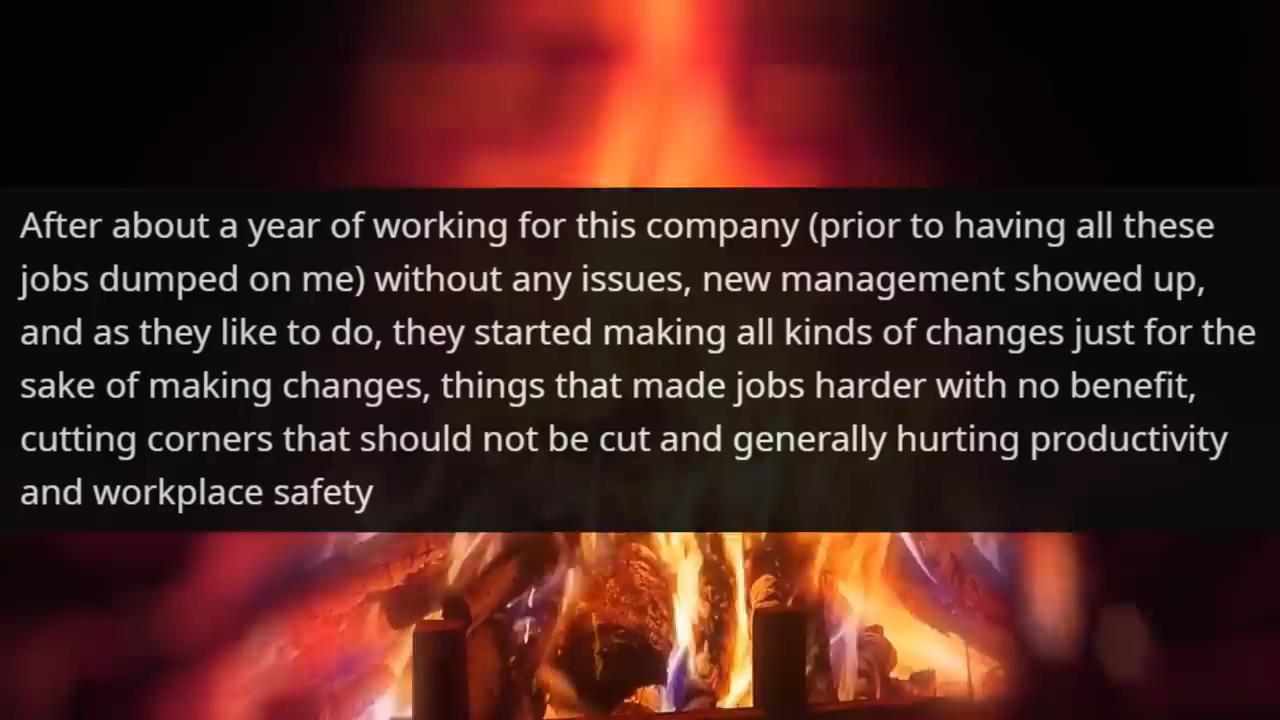 After about a year of working for this company (prior to having all these
jobs dumped on me) without any issues, new management showed up,
and as they like to do, they started making all kinds of changes just for the
sake of making changes, things that made jobs harder with no benefit,
cutting corners that should not be cut and generally hurting productivity
and workplace safety